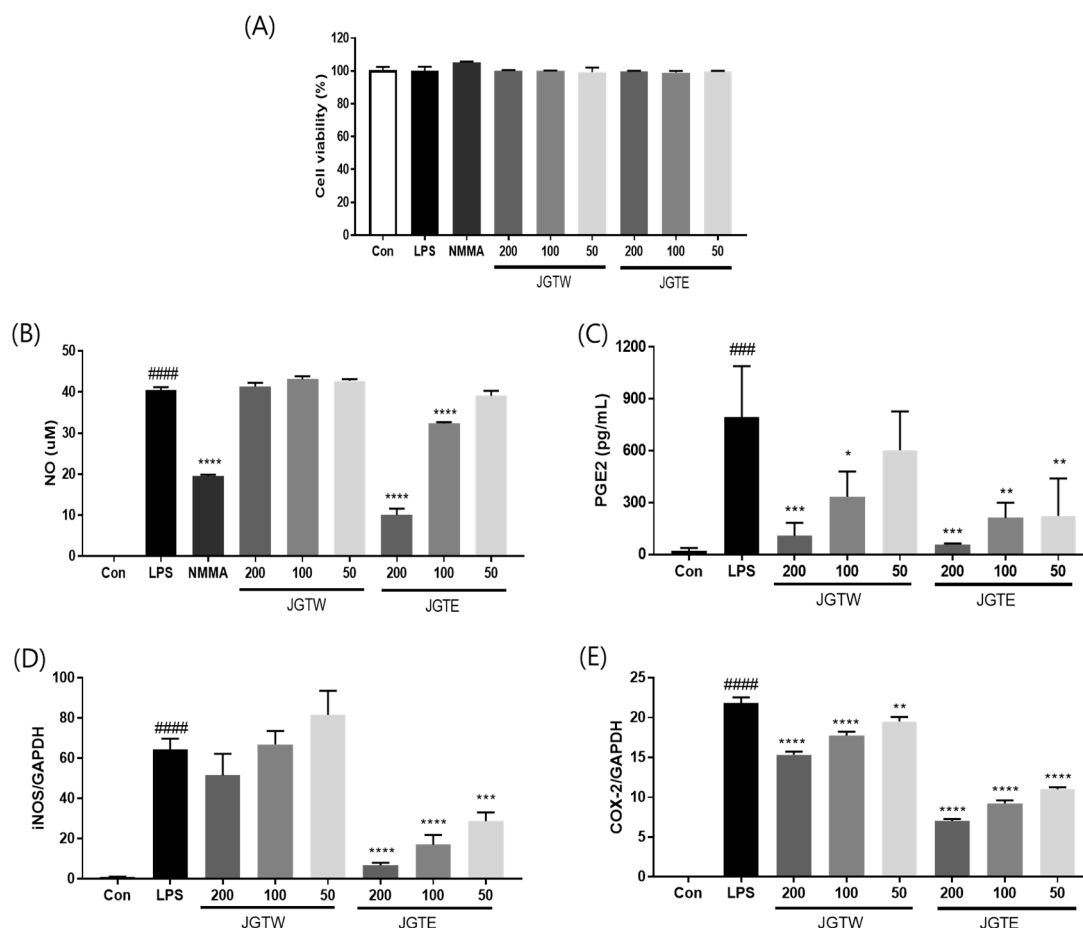 (A)
Cell viability (%)
120
100
80
60
40
20
0
Con LPS NMMA 200 100 50 200 100 50
JGTW JGTE
(B)
NO (uM)
50
40
30
20
10
0
####
****
****
****
Con LPS NMMA 200 100 50 200 100 50
JGTW JGTE
(C)
PGE2 (pg/mL)
1200
900
600
300
0
###
***
*
***
**
**
Con LPS 200 100 50 200 100 50
JGTW JGTE
(D)
iNOS/GAPDH
100
80
60
40
20
0
####
****
****
***
Con LPS 200 100 50 200 100 50
JGTW JGTE
(E)
COX-2/GAPDH
25
20
15
10
5
0
####
****
****
**
****
****
****
Con LPS 200 100 50 200 100 50
JGTW JGTE